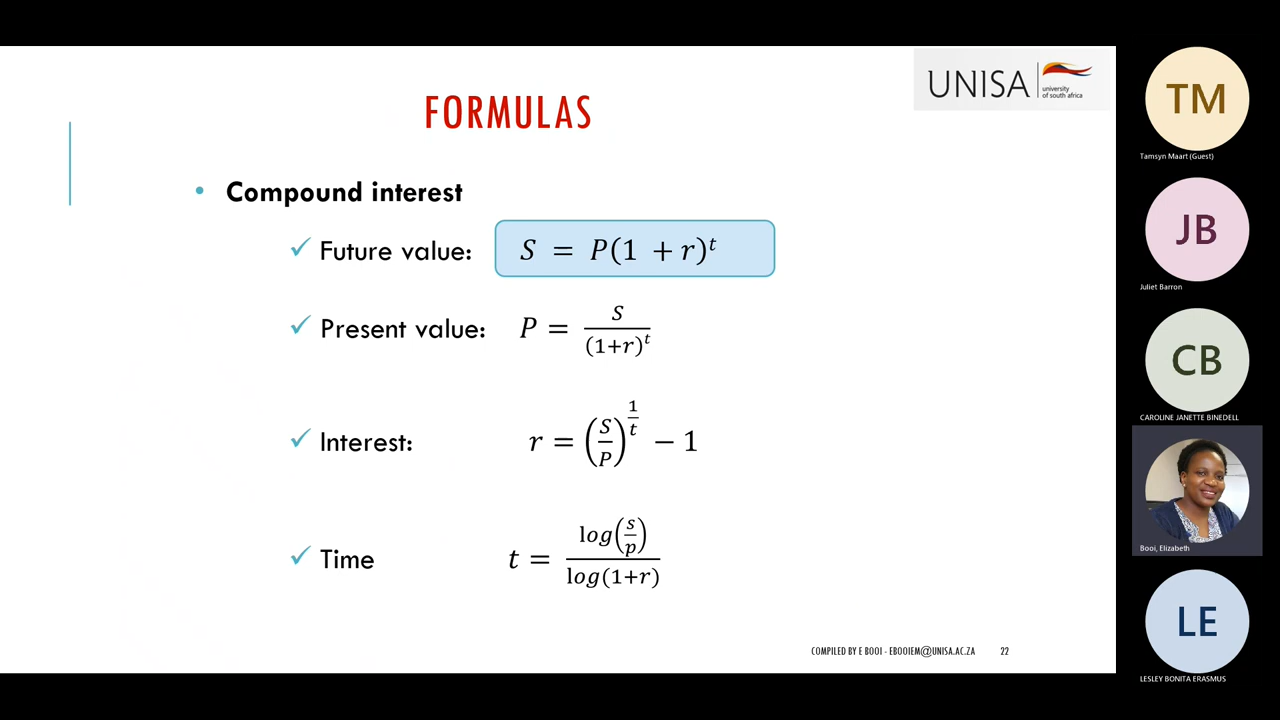 UNISA
university
of south africa
FORMULAS
• Compound interest
✓ Future value: S = P(1 + r)^t
✓ Present value: P = S/(1+r)^t
✓ Interest: r = (S/P)^(1/t) − 1
✓ Time t = log(s/p)/log(1+r)
COMPILED BY E BOOI - EBOOIEM@UNISA.AC.ZA 22
TM
Tamsyn Maart (Guest)
JB
Juliet Barron
CB
CAROLINE JANETTE BINEDELL
Booi, Elizabeth
LE
LESLEY BONITA ERASMUS